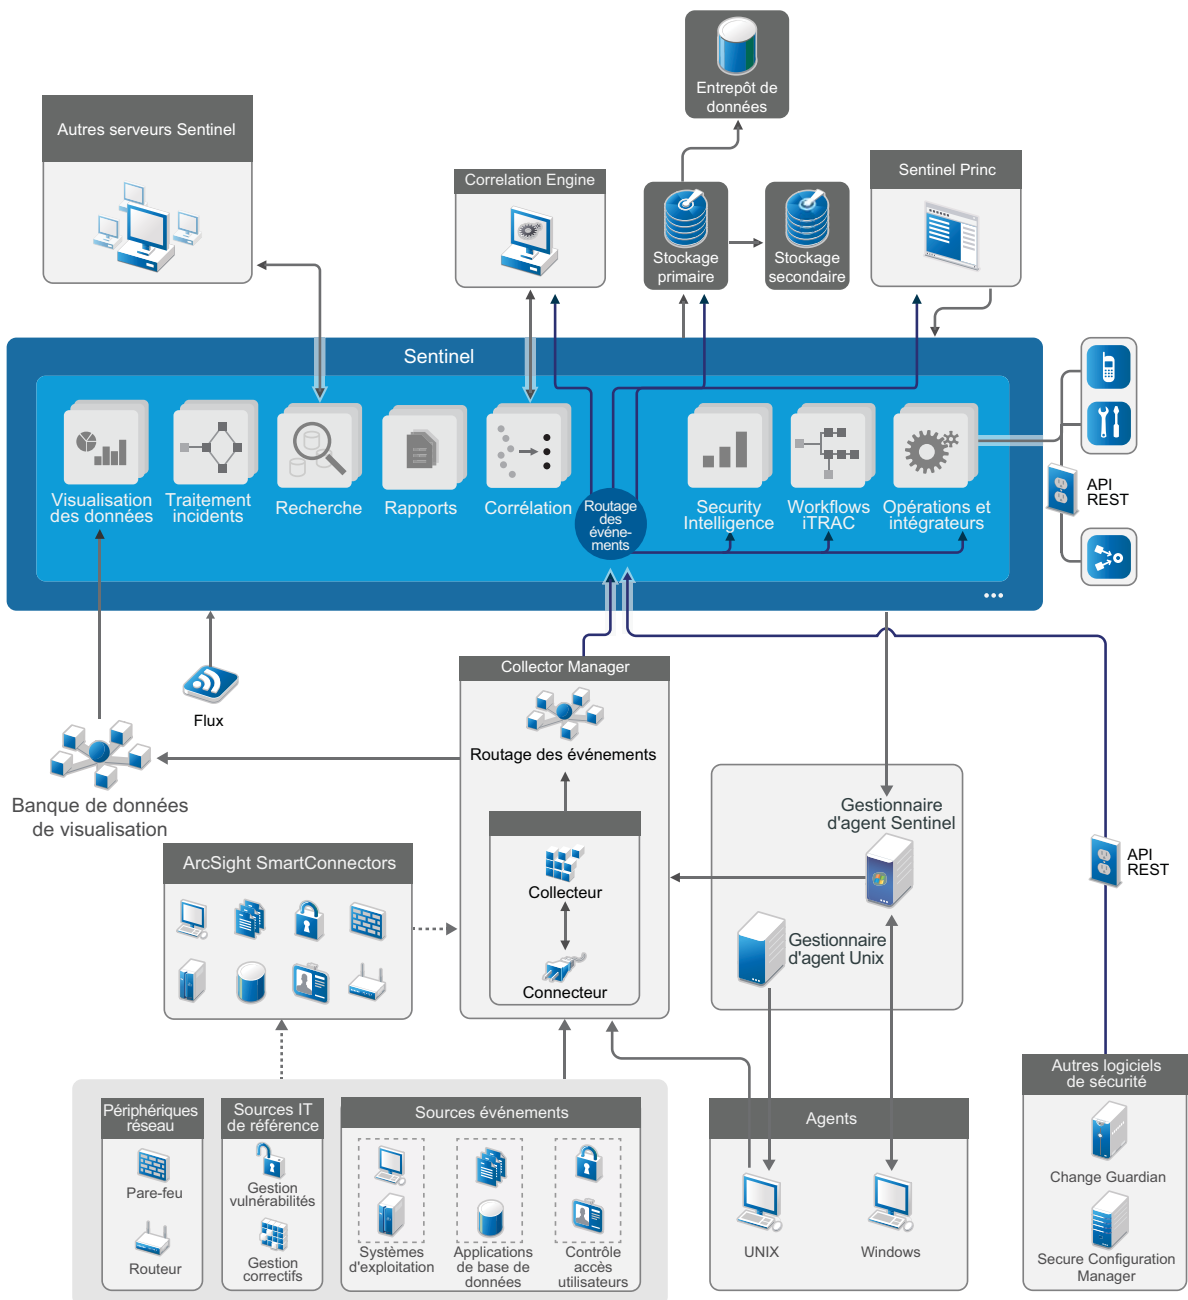 Entrepôt de
données
Autres serveurs Sentinel
Correlation Engine
Stockage
primaire
Stockage
secondaire
Sentinel Princ
Sentinel
Visualisation
des données
Traitement
incidents
Recherche
Rapports
Corrélation
Routage
des
événe-
ments
Security
Intelligence
Workflows
iTRAC
Opérations et
intégrateurs
API
REST
Flux
Collector Manager
Routage des événements
Banque de données
de visualisation
Gestionnaire
d'agent Sentinel
ArcSight SmartConnectors
Collecteur
API
REST
Gestionnaire
d'agent Unix
Connecteur
Périphériques
réseau
Sources IT
de référence
Sources événements
Agents
Autres logiciels
de sécurité
Pare-feu
Gestion
vulnérabilités
Change Guardian
Routeur
Gestion
correctifs
Systèmes
d'exploitation
Applications
de base de
données
Contrôle
accès
utilisateurs
UNIX
Windows
Secure Configuration
Manager